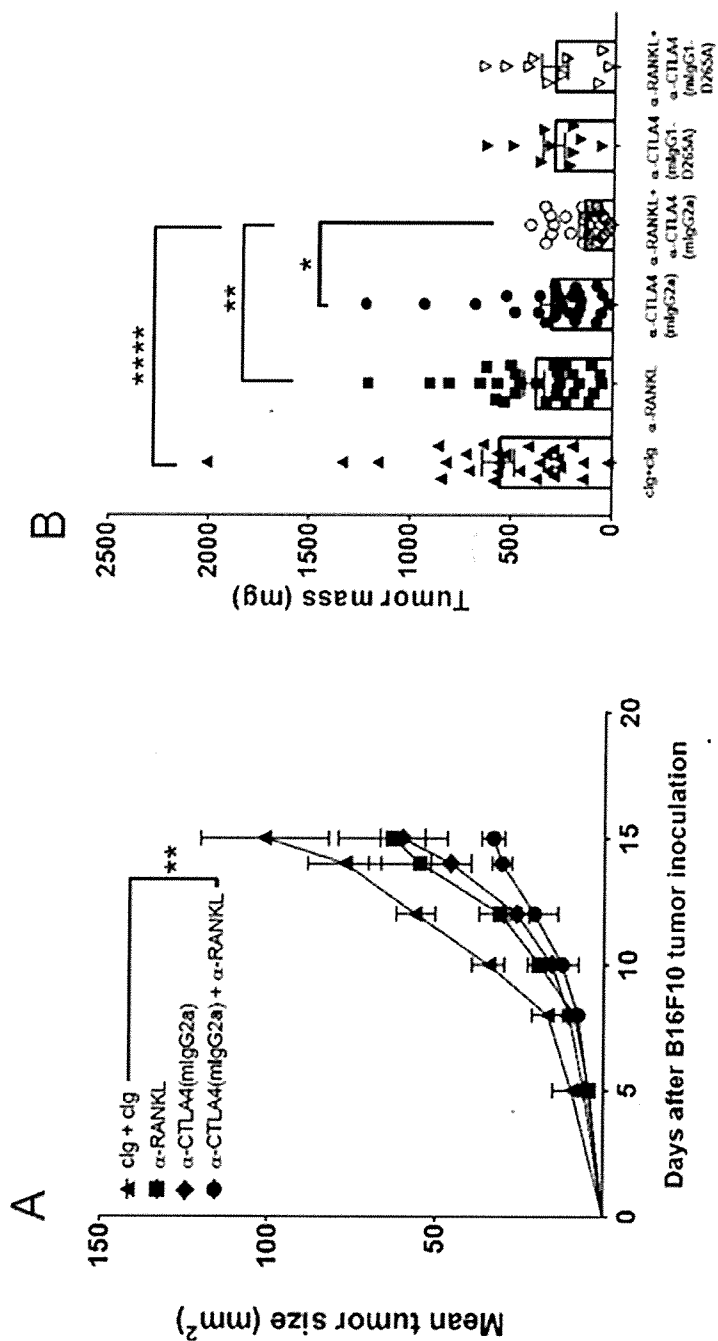 A
Mean tumor size (mm²)
150
100
50
0
5
10
15
20
Days after B16F10 tumor inoculation
cIg + cIg
α-RANKL
α-CTLA4(mIgG2a)
α-CTLA4(mIgG2a) + α-RANKL
**
B
Tumor mass (mg)
2500
2000
1500
1000
500
0
****
**
*
cIg+cIg
α-RANKL
α-CTLA4
(mIgG2a)
α-RANKL+
α-CTLA4
(mIgG2a)
α-CTLA4
(mIgG1-
D265A)
α-RANKL+
α-CTLA4
(mIgG1-
D265A)